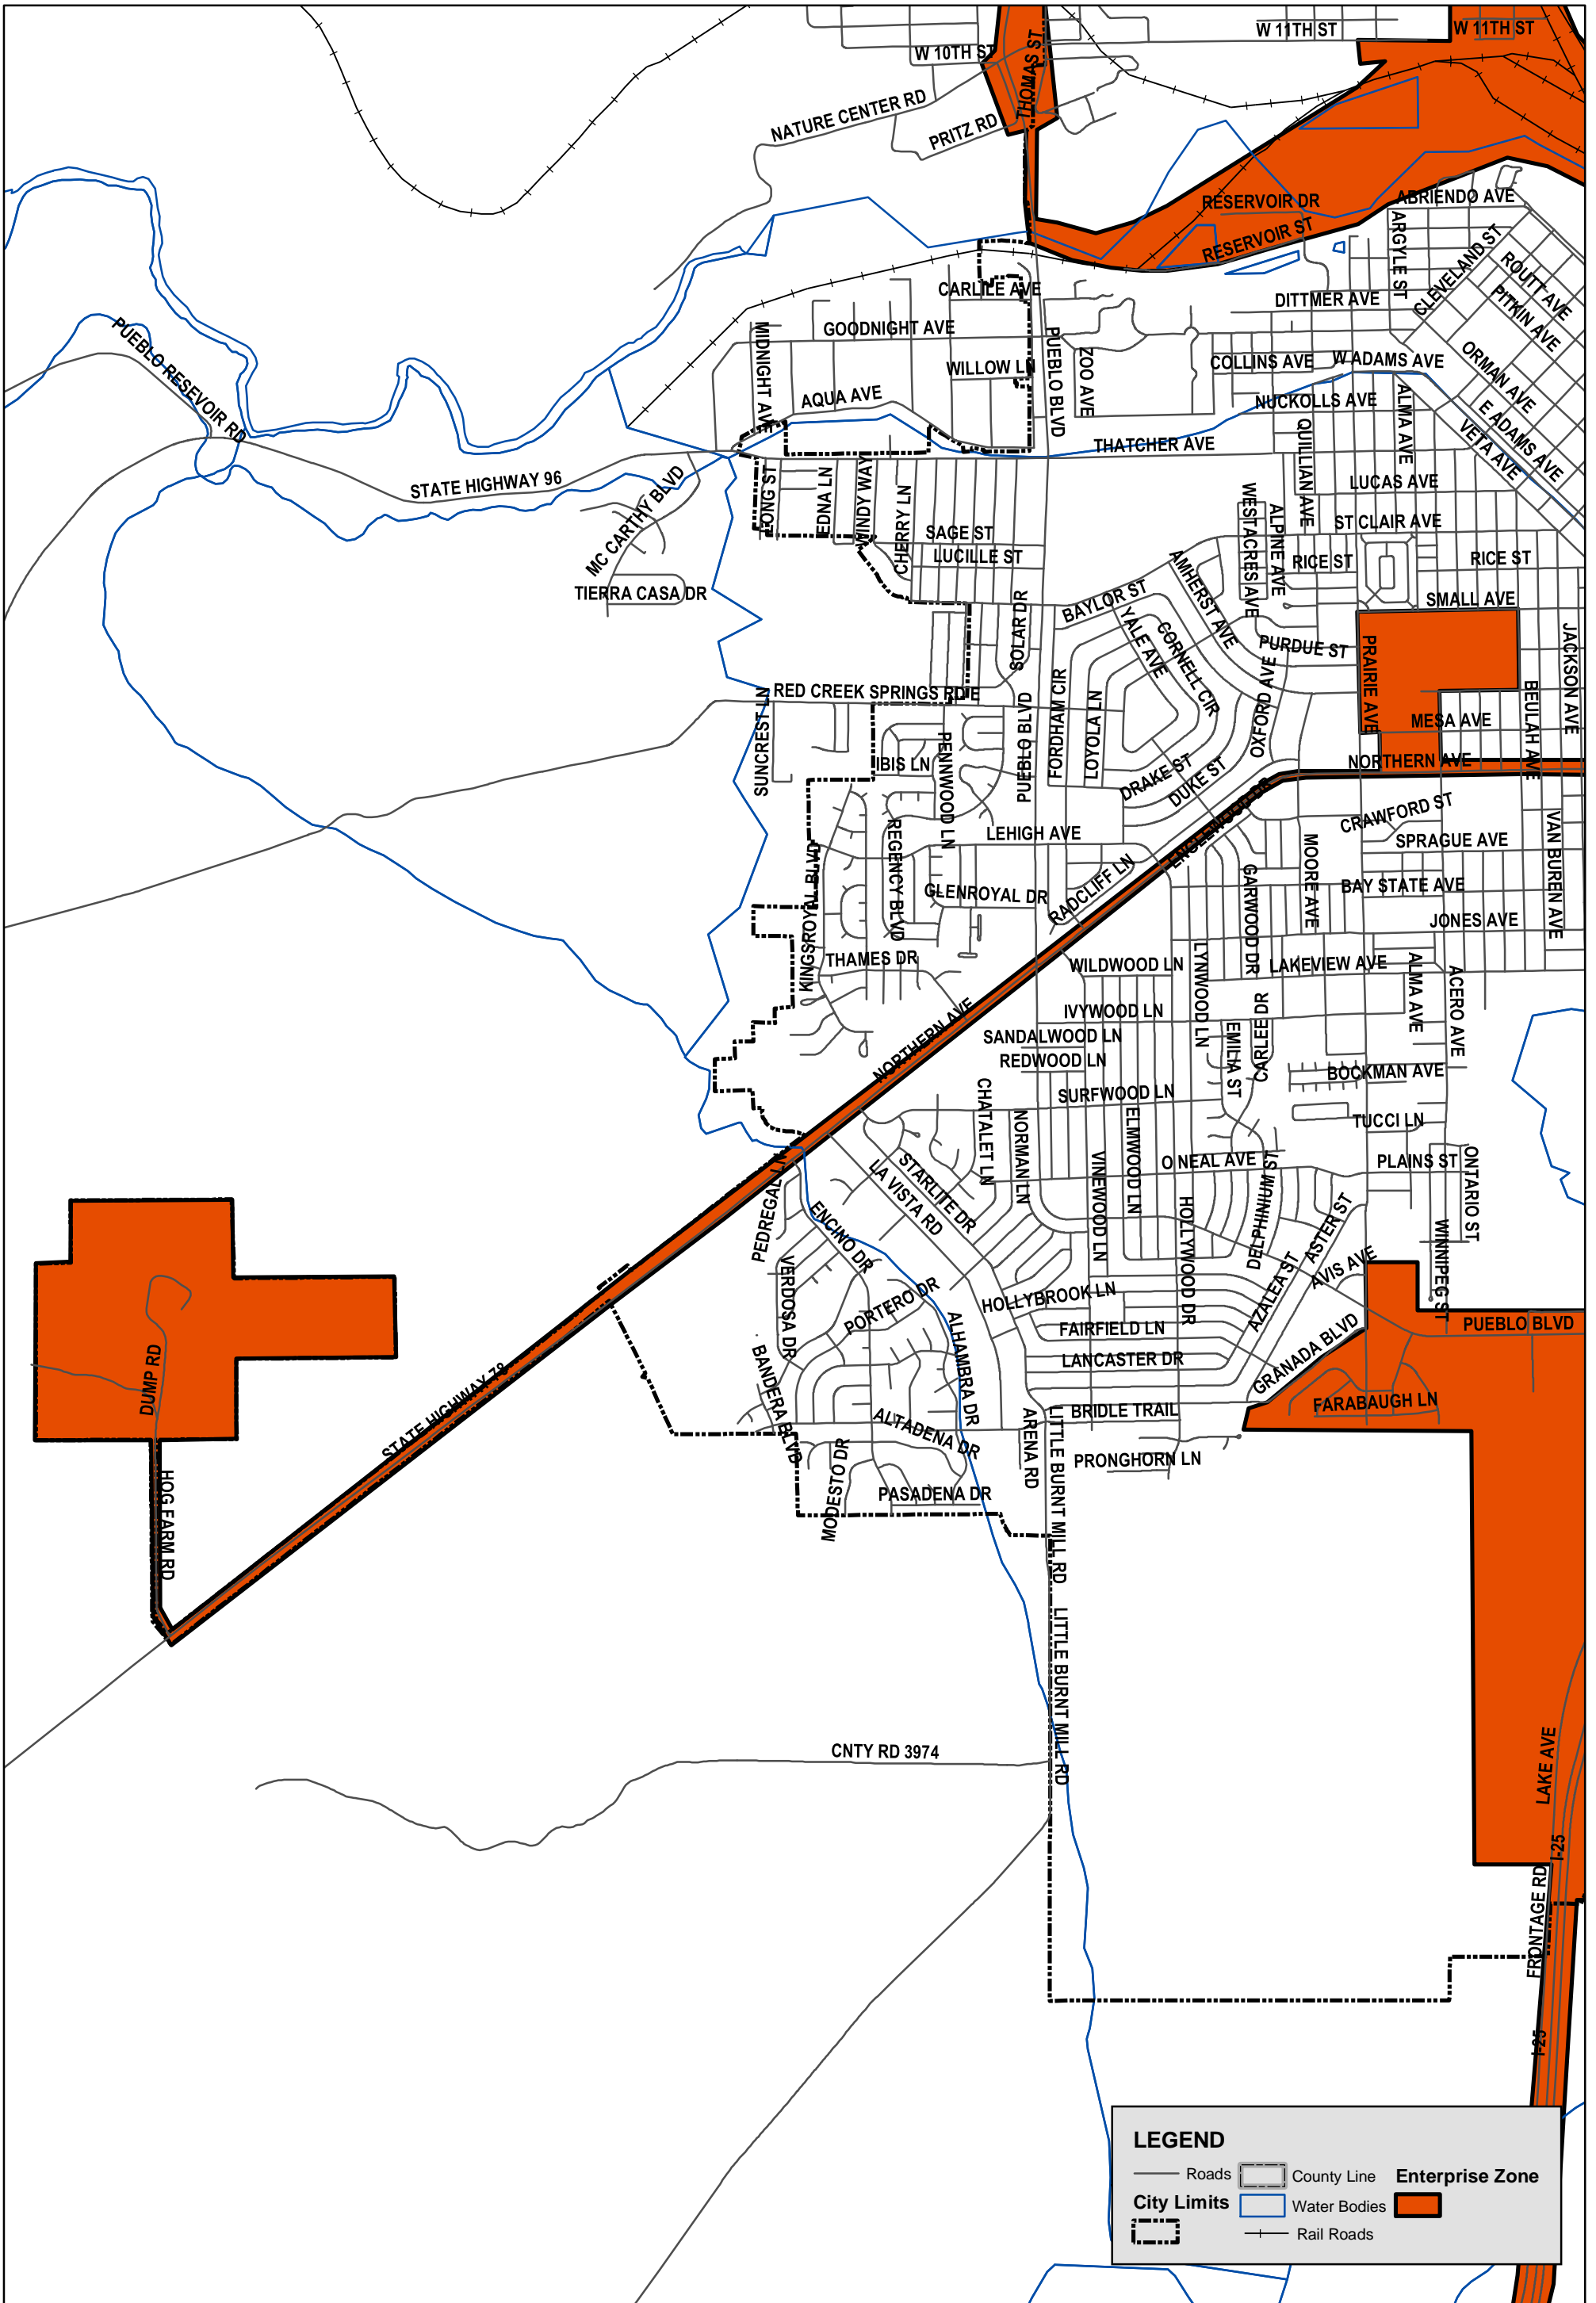 W 11TH ST
W 11TH ST
W 10TH ST
THOMAS ST
NATURE CENTER RD
PRITZ RD
RESERVOIR DR
ABRIENDO AVE
RESERVOIR ST
ARGYLE ST
CLEVELAND ST
ROUTT AVE
PITKIN AVE
CARLILE AVE
DITTMER AVE
GOODNIGHT AVE
MIDNIGHT AVE
PUEBLO BLVD
ZOO AVE
PUEBLO RESEVOIR RD
WILLOW LN
COLLINS AVE
W ADAMS AVE
ORMAN AVE
AQUA AVE
NUCKOLLS AVE
ALMA AVE
E ADAMS AVE
VETA AVE
THATCHER AVE
QUILLIAN AVE
STATE HIGHWAY 96
MC CARTHY BLVD
LONG ST
EDNA LN
WINDY WAY
CHERRY LN
LUCAS AVE
WESTACRES AVE
ALPINE AVE
ST CLAIR AVE
SAGE ST
LUCILLE ST
RICE ST
RICE ST
TIERRA CASA DR
BAYLOR ST
AMHERST AVE
SMALL AVE
SOLAR DR
YALE AVE
CORNELL CIR
PURDUE ST
PRAIRIE AVE
JACKSON AVE
RED CREEK SPRINGS RD E
SUNCREST LN
FORDHAM CIR
LOYOLA LN
OXFORD AVE
MESA AVE
BEULAH AVE
PUEBLO BLVD
PENNWOOD LN
IBIS LN
DRAKE ST
DUKE ST
NORTHERN AVE
ENGLEWOOD DR
CRAWFORD ST
LEHIGH AVE
REGENCY BLVD
KINGSROYAL BLVD
MOORE AVE
SPRAGUE AVE
VAN BUREN AVE
GLENROYAL DR
RADCLIFF LN
GARWOOD DR
BAY STATE AVE
JONES AVE
THAMES DR
WILDWOOD LN
LYNWOOD LN
LAKEVIEW AVE
ALMA AVE
ACERO AVE
NORTHERN AVE
IVYWOOD LN
SANDALWOOD LN
REDWOOD LN
EMILIA ST
CARLEE DR
BOCKMAN AVE
SURFWOOD LN
CHATALET LN
NORMAN LN
ELMWOOD LN
TUCCI LN
VINEWOOD LN
O NEAL AVE
PLAINS ST
ONTARIO ST
PEDREGAL LN
STARLITE DR
LA VISTA RD
ENCINO DR
HOLLYWOOD DR
DELPHINIUM ST
ASTER ST
WINNIPEG ST
VERDOSA DR
PORTERO DR
HOLLYBROOK LN
AZALEA ST
AVIS AVE
ALHAMBRA DR
FAIRFIELD LN
PUEBLO BLVD
GRANADA BLVD
LANCASTER DR
DUMP RD
STATE HIGHWAY 78
BANDERA BLVD
ALTADENA DR
ARENA RD
BRIDLE TRAIL
FARABAUGH LN
LITTLE BURNT MILL RD
PRONGHORN LN
MODESTO DR
PASADENA DR
HOG FARM RD
LITTLE BURNT MILL RD
CNTY RD 3974
LAKE AVE
I-25
FRONTAGE RD
I-25
LEGEND
Roads
County Line
Enterprise Zone
City Limits
Water Bodies
Rail Roads